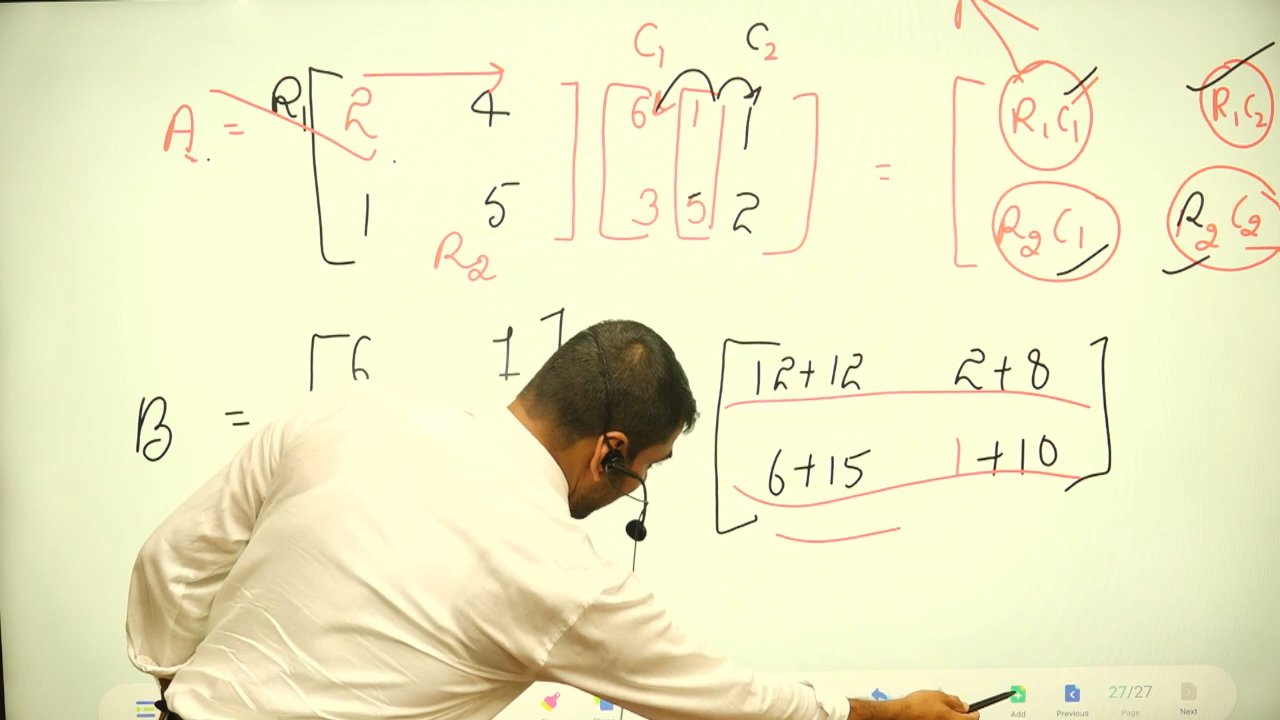 C₁ C₂
A = R₁ [ 2 4 ] [ 6 1 1 ] = [ R₁C₁ R₁C₂
[ 1 5 ] [ 3 5 2 ] [ R₂C₁ R₂C₂
R₂
[ 6 1 ] [ 12+12 2+8 ]
B =
[ 6+15 1+10 ]
27/27
Add Previous Page Next